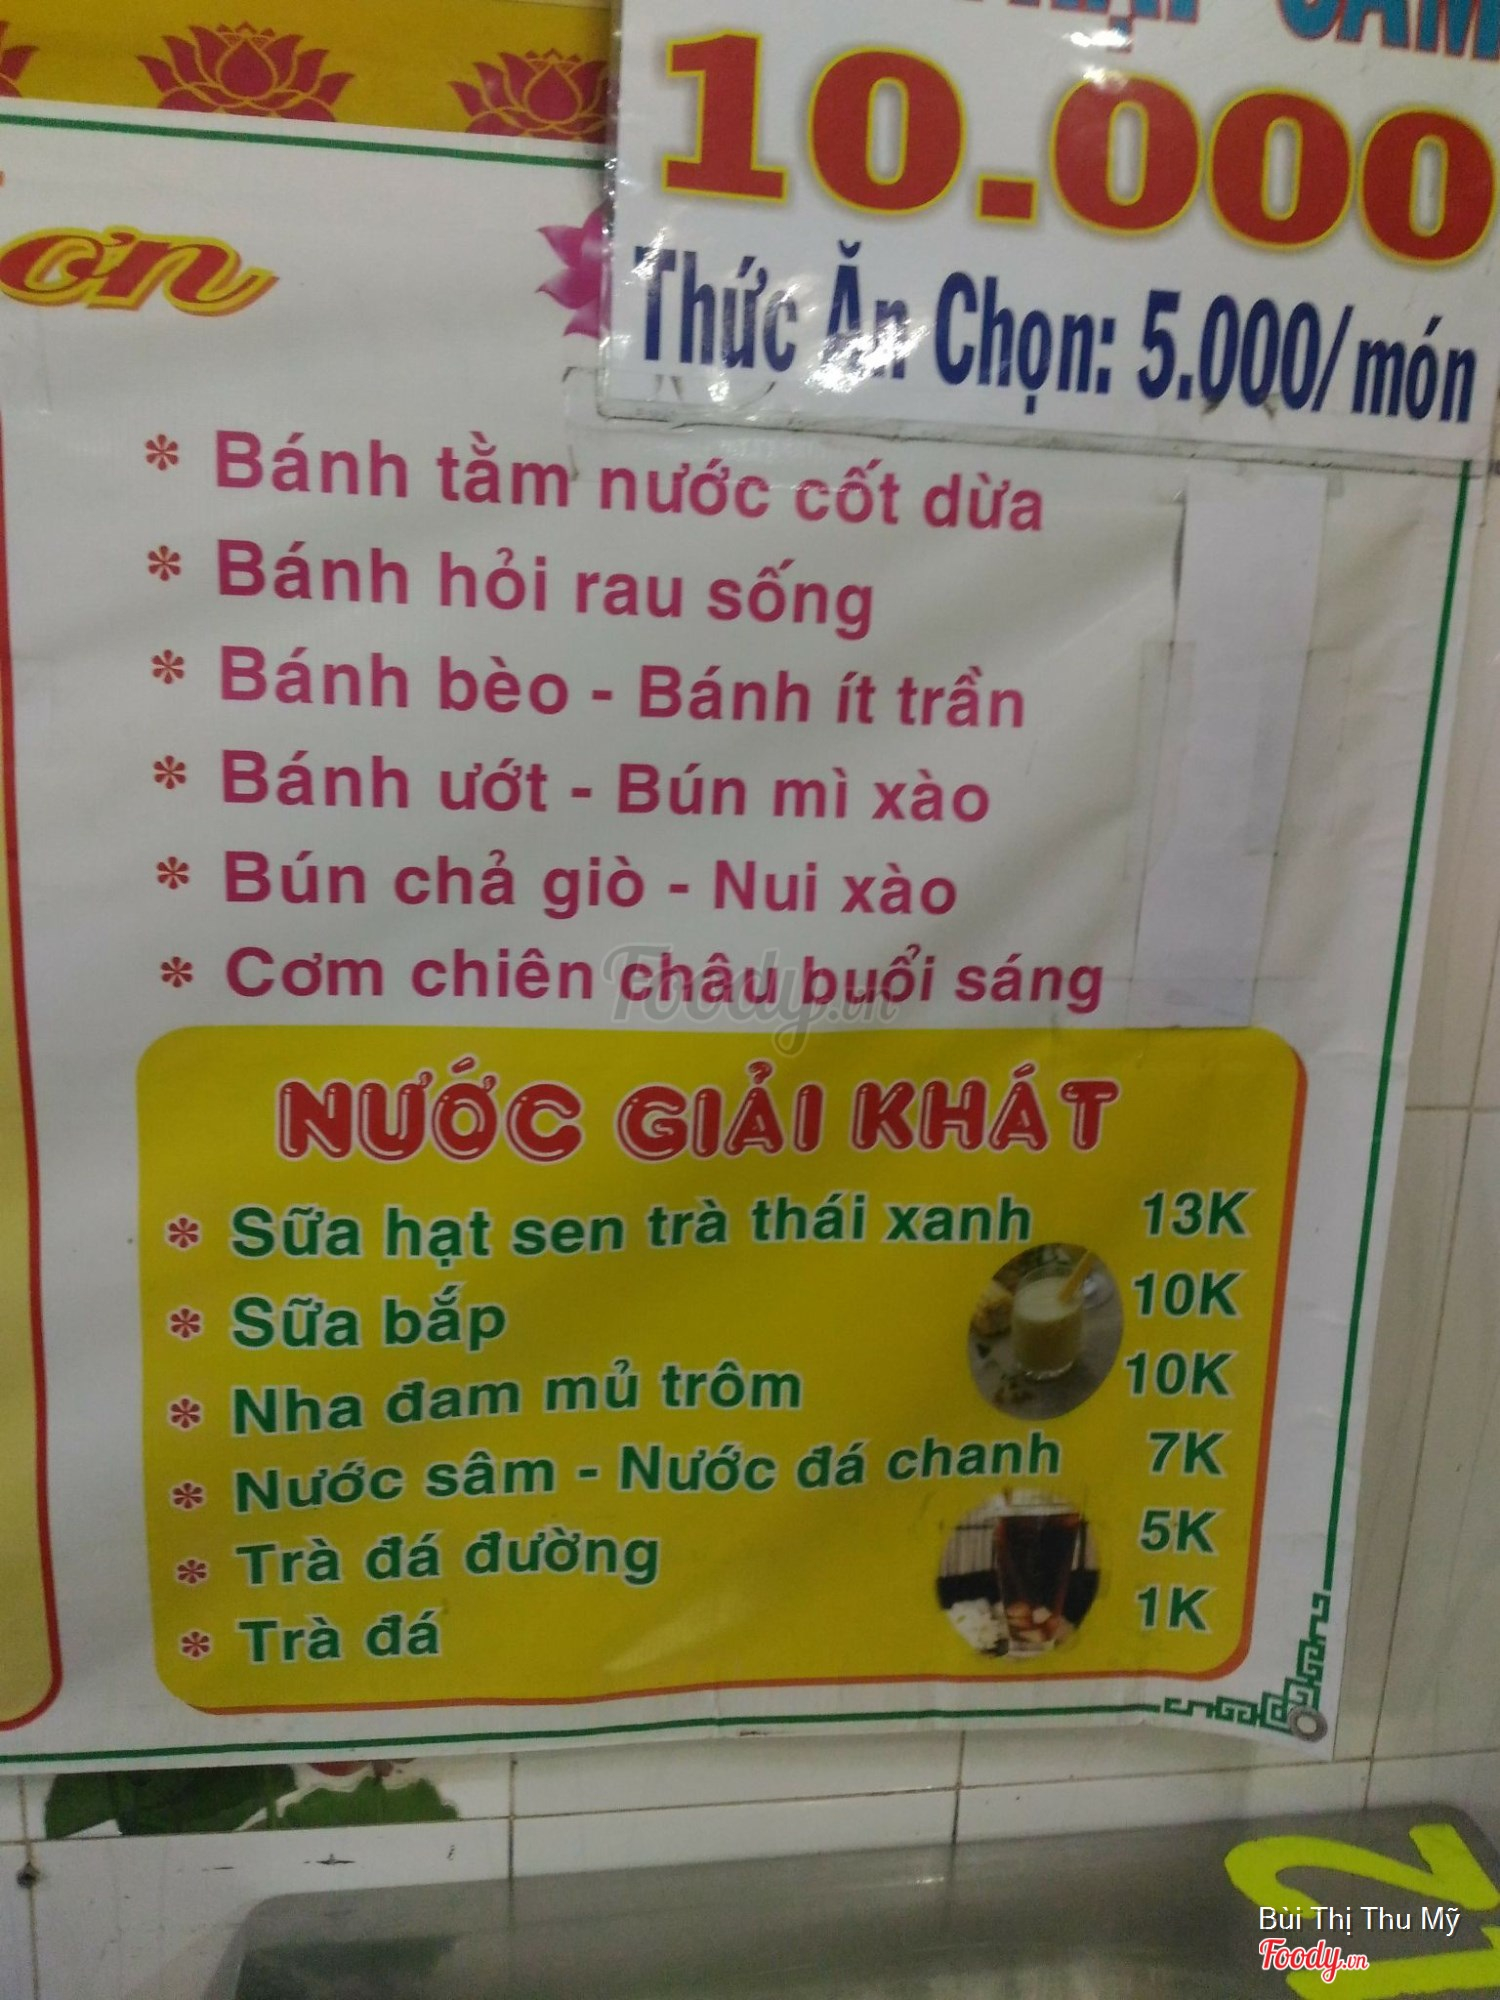 10.000
Thức Ăn Chọn: 5.000/món
ơn
* Bánh tằm nước cốt dừa
* Bánh hỏi rau sống
* Bánh bèo - Bánh ít trần
* Bánh ướt - Bún mì xào
* Bún chả giò - Nui xào
* Cơm chiên châu buổi sáng
Foody.vn
NƯỚC GIẢI KHÁT
* Sữa hạt sen trà thái xanh 13K
* Sữa bắp 10K
* Nha đam mủ trôm 10K
* Nước sâm - Nước đá chanh 7K
* Trà đá đường 5K
* Trà đá 1K
Bùi Thị Thu Mỹ
Foody.vn